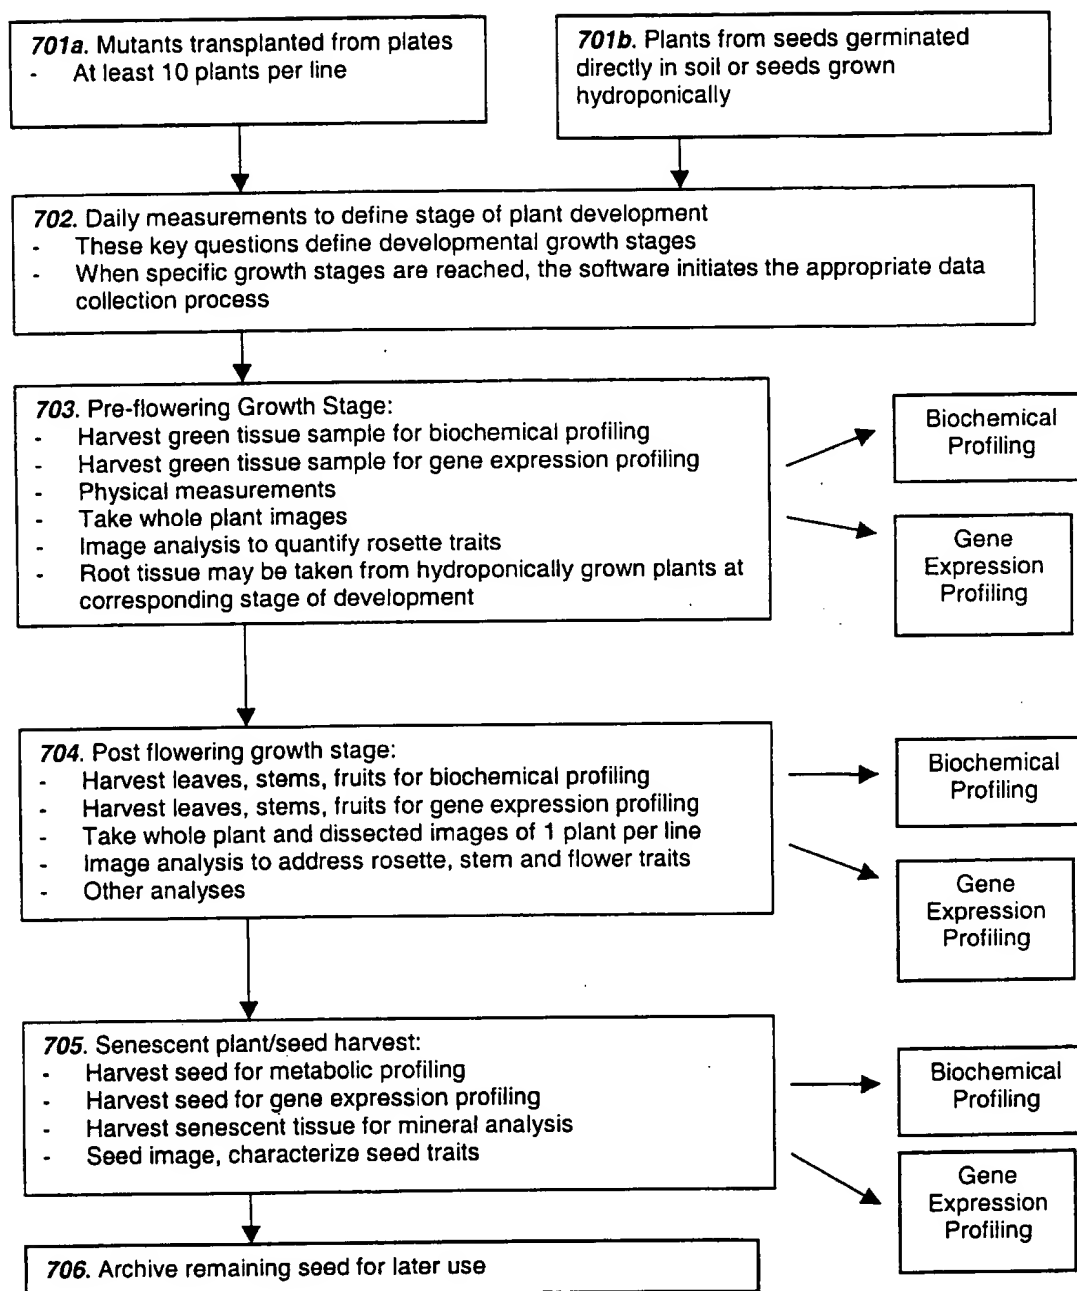 701a. Mutants transplanted from plates
- At least 10 plants per line
701b. Plants from seeds germinated
directly in soil or seeds grown
hydroponically
702. Daily measurements to define stage of plant development
- These key questions define developmental growth stages
- When specific growth stages are reached, the software initiates the appropriate data
collection process
703. Pre-flowering Growth Stage:
- Harvest green tissue sample for biochemical profiling
- Harvest green tissue sample for gene expression profiling
- Physical measurements
- Take whole plant images
- Image analysis to quantify rosette traits
- Root tissue may be taken from hydroponically grown plants at
corresponding stage of development
Biochemical
Profiling
Gene
Expression
Profiling
704. Post flowering growth stage:
- Harvest leaves, stems, fruits for biochemical profiling
- Harvest leaves, stems, fruits for gene expression profiling
- Take whole plant and dissected images of 1 plant per line
- Image analysis to address rosette, stem and flower traits
- Other analyses
Biochemical
Profiling
Gene
Expression
Profiling
705. Senescent plant/seed harvest:
- Harvest seed for metabolic profiling
- Harvest seed for gene expression profiling
- Harvest senescent tissue for mineral analysis
- Seed image, characterize seed traits
Biochemical
Profiling
Gene
Expression
Profiling
706. Archive remaining seed for later use